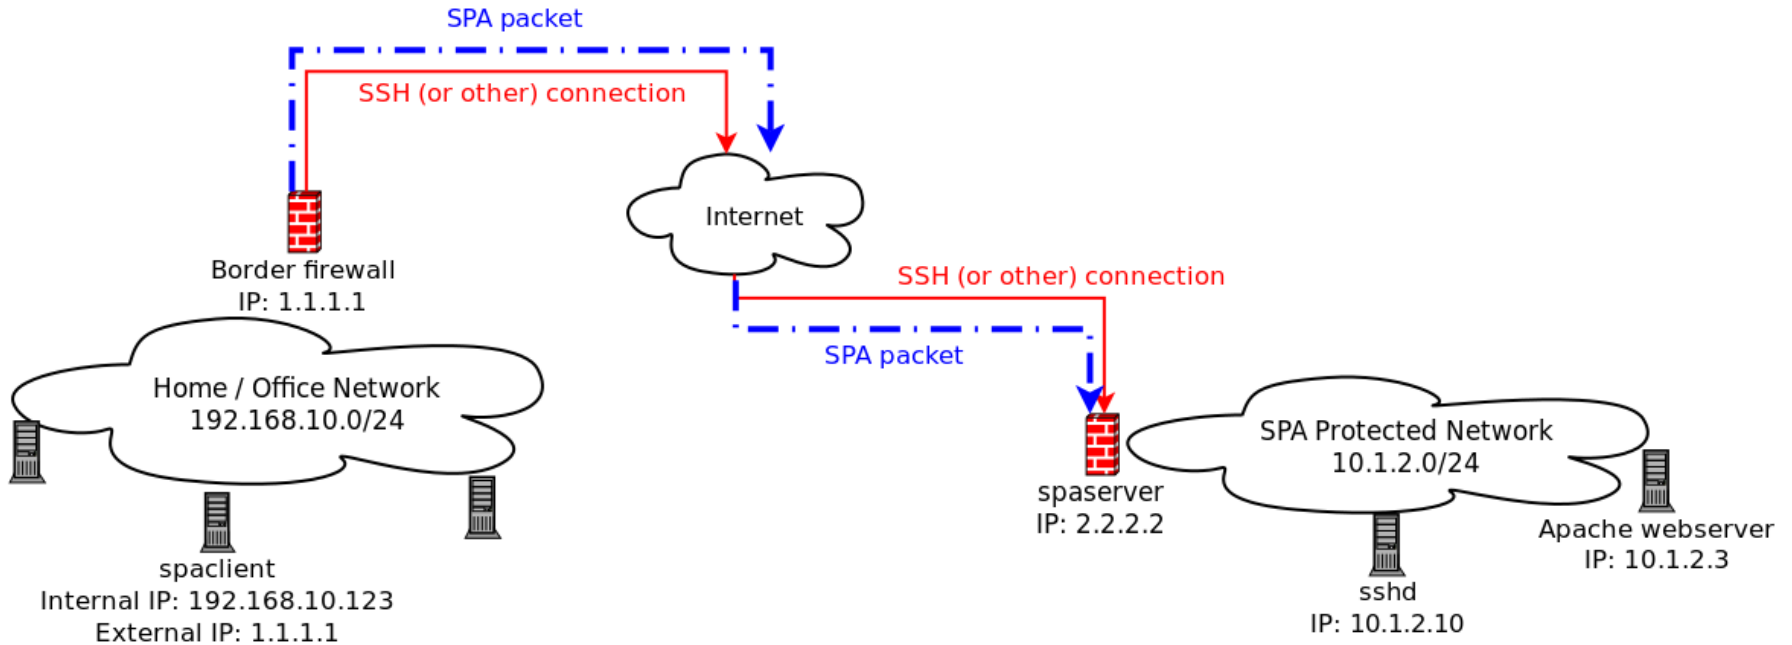 SPA packet
SSH (or other) connection
Internet
Border firewall
IP: 1.1.1.1
SSH (or other) connection
SPA packet
Home / Office Network
192.168.10.0/24
SPA Protected Network
10.1.2.0/24
spaserver
IP: 2.2.2.2
Apache webserver
IP: 10.1.2.3
spaclient
Internal IP: 192.168.10.123
External IP: 1.1.1.1
sshd
IP: 10.1.2.10